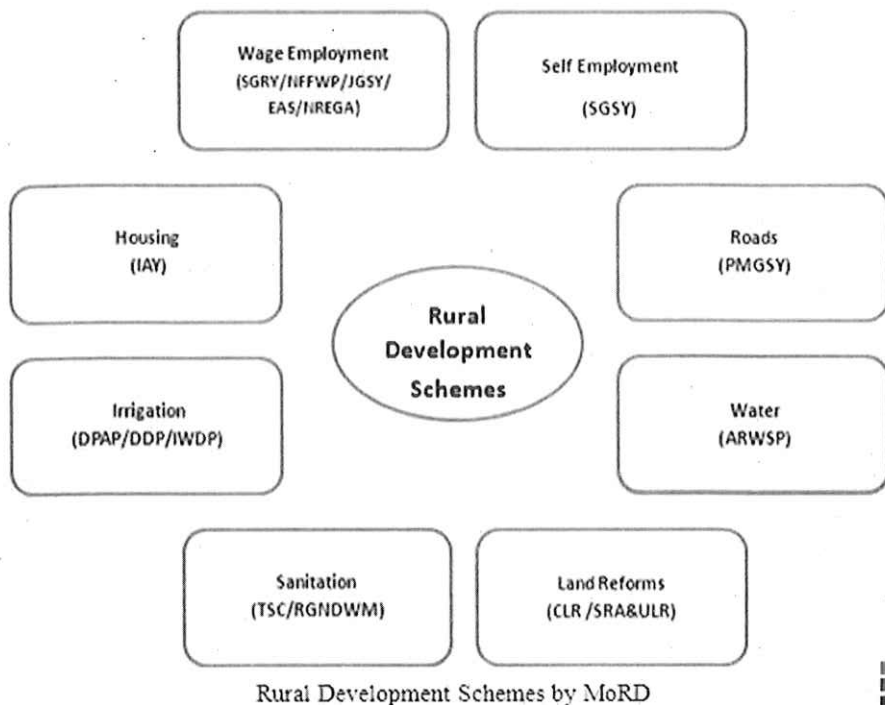 Wage Employment
(SGRY/NFFWP/JGSY/
EAS/NREGA)
Self Employment
(SGSY)
Housing
(IAY)
Roads
(PMGSY)
Rural
Development
Schemes
Irrigation
(DPAP/DDP/IWDP)
Water
(ARWSP)
Sanitation
(TSC/RGNDWM)
Land Reforms
(CLR /SRA&ULR)
Rural Development Schemes by MoRD